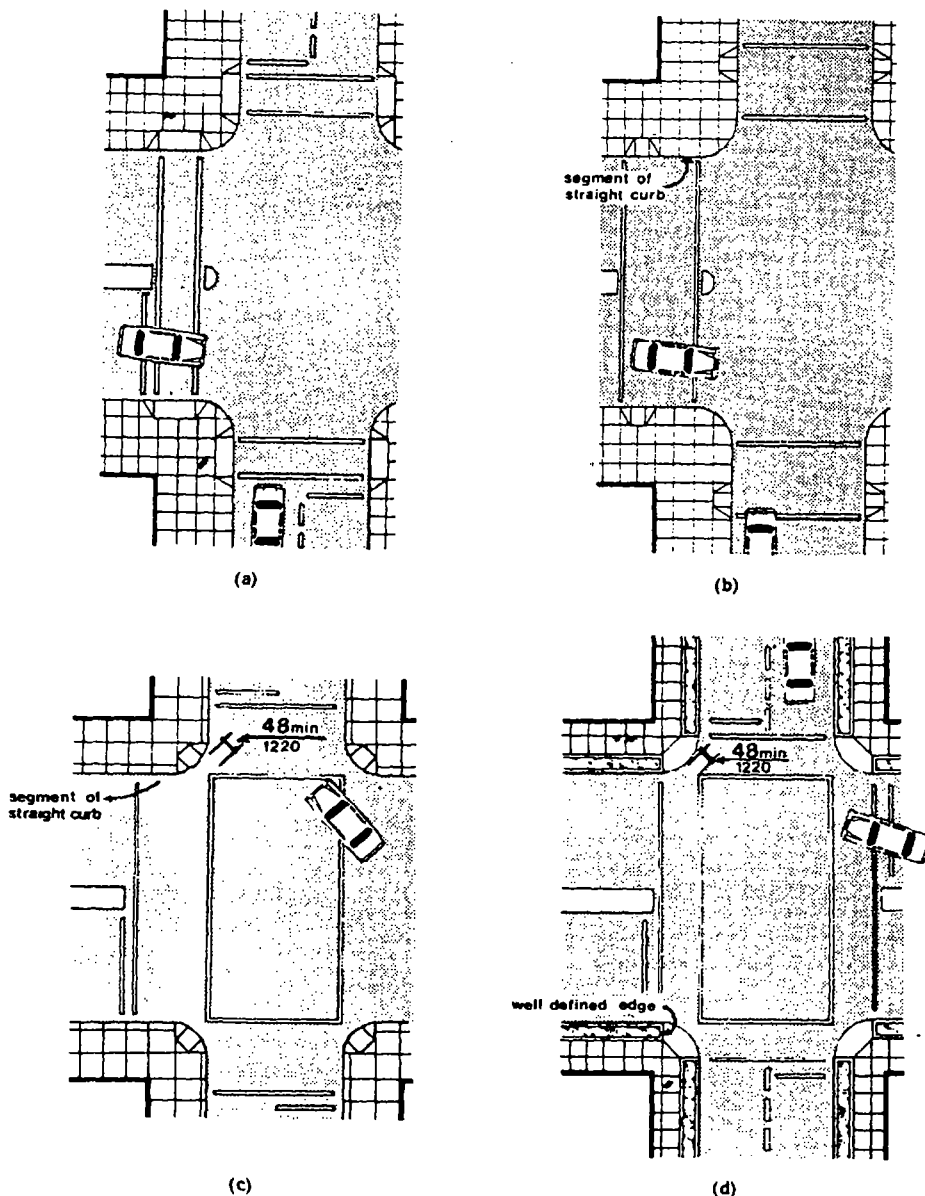 segment of
straight curb
(a)
(b)
48min
1220
segment of
straight curb
48min
1220
well defined edge
(c)
(d)